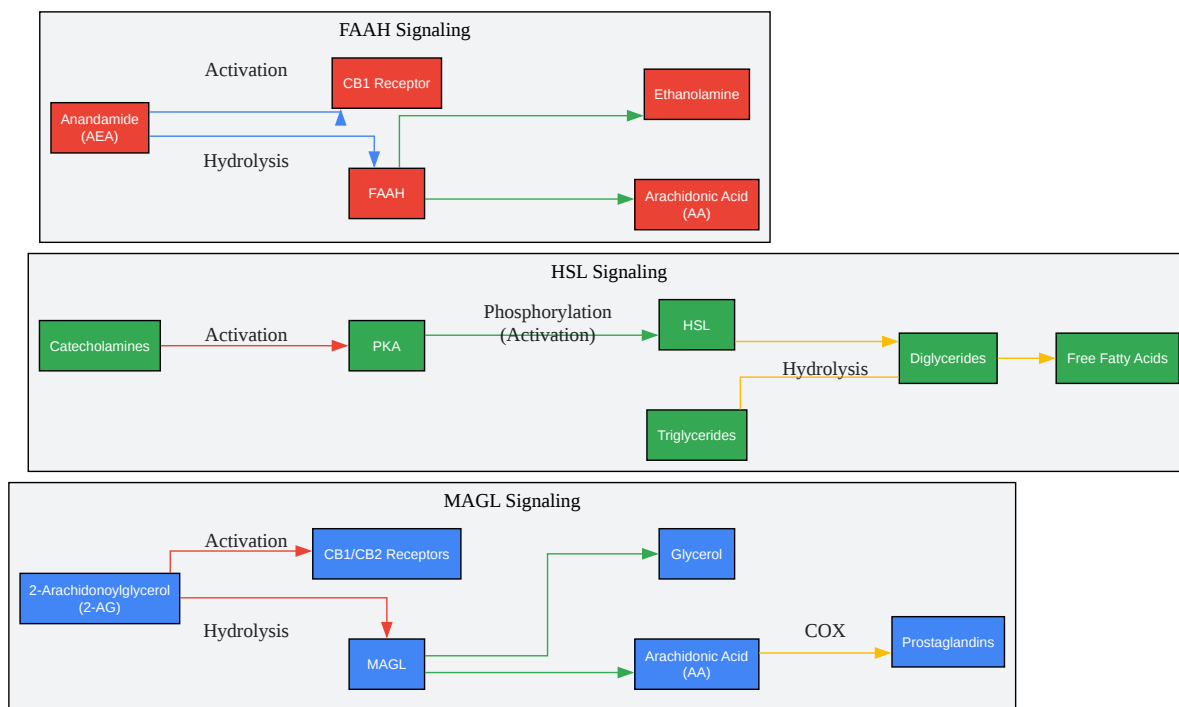 FAAH Signaling
Activation
CB1 Receptor
Ethanolamine
Anandamide
(AEA)
Hydrolysis
FAAH
Arachidonic Acid
(AA)
HSL Signaling
Catecholamines
Activation
PKA
Phosphorylation
(Activation)
HSL
Hydrolysis
Diglycerides
Free Fatty Acids
Triglycerides
MAGL Signaling
2-Arachidonoylglycerol
(2-AG)
Activation
CB1/CB2 Receptors
Glycerol
Hydrolysis
MAGL
Arachidonic Acid
(AA)
COX
Prostaglandins